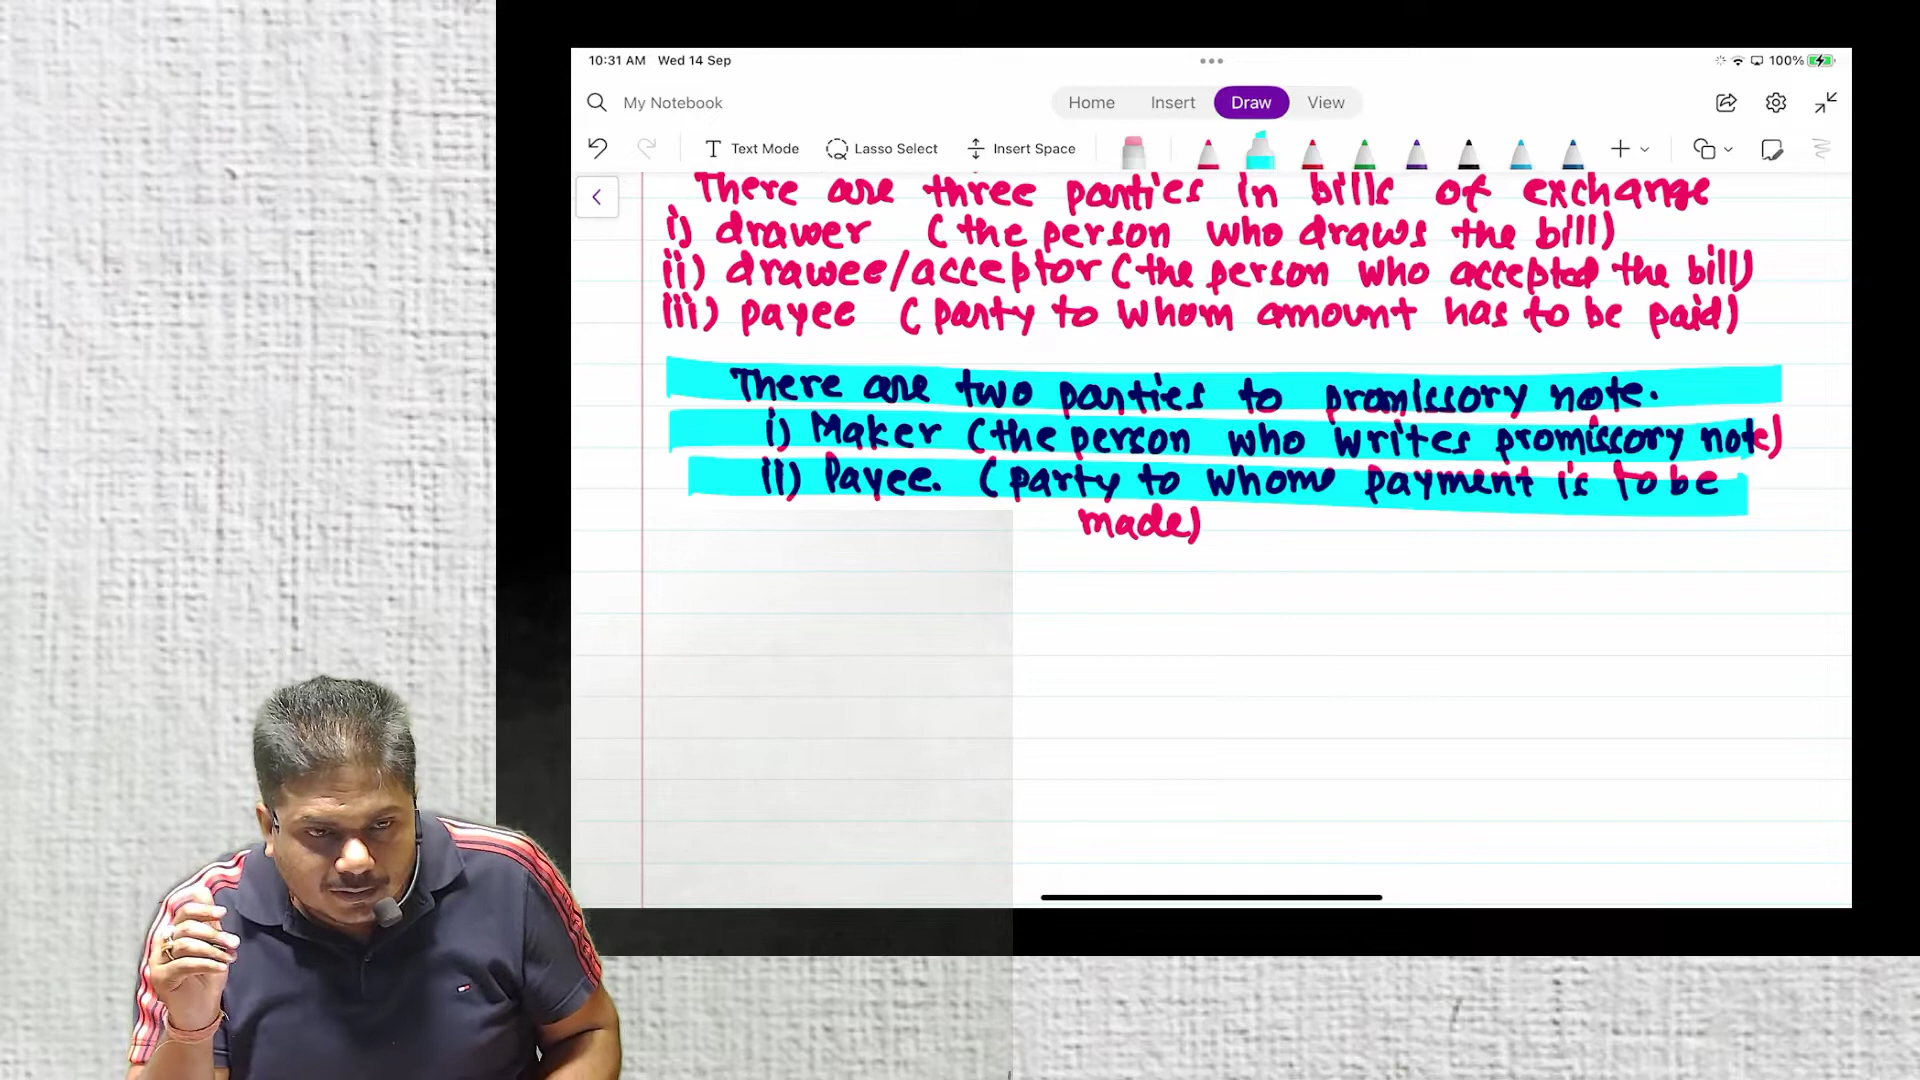 10:31 AM Wed 14 Sep 100%
My Notebook Home Insert Draw View
Text Mode Lasso Select Insert Space
There are three parties in bills of exchange
i) drawer (the person who draws the bill)
ii) drawee/acceptor (the person who accepted the bill)
iii) payee (party to whom amount has to be paid)
There are two parties to promissory note.
i) Maker (the person who writes promissory note)
ii) Payee. (party to whom payment is to be
made)